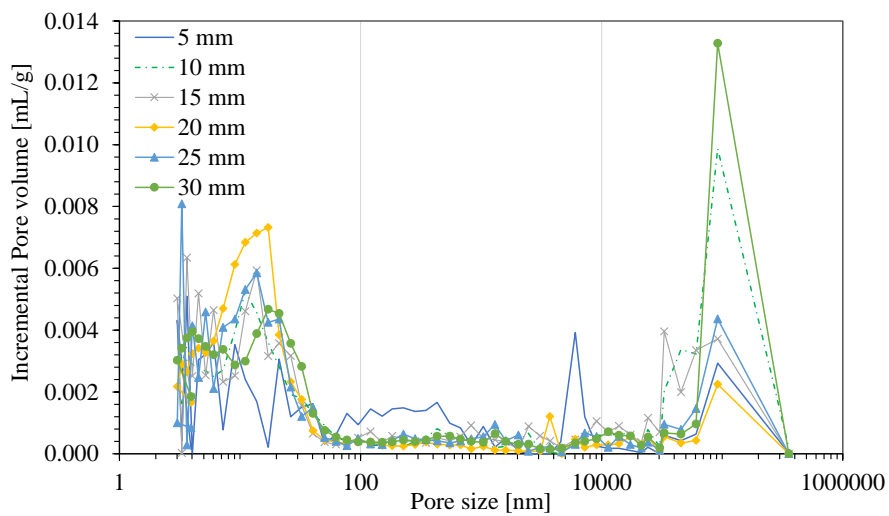 0.014
0.012
0.010
0.008
0.006
0.004
0.002
0.000
Incremental Pore volume [mL/g]
5 mm
10 mm
15 mm
20 mm
25 mm
30 mm
1 100 10000 1000000
Pore size [nm]